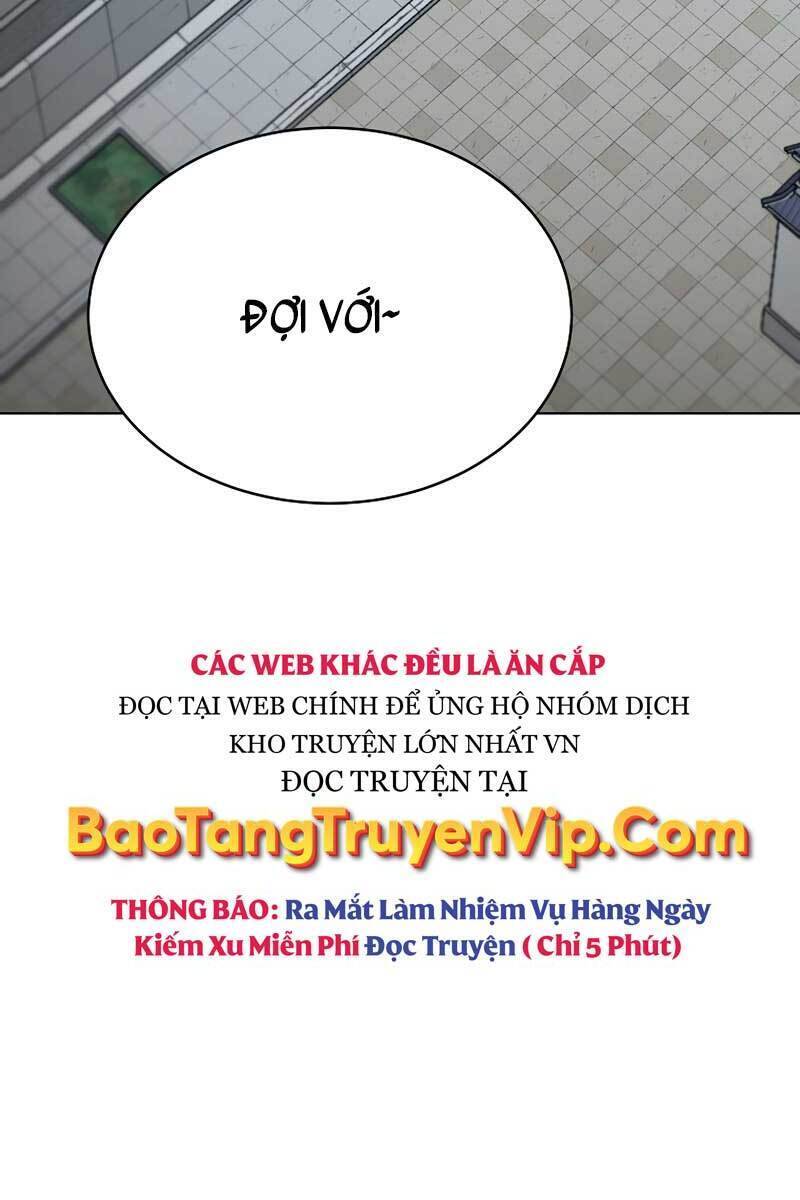 ĐỢI VỚI~
CÁC WEB KHÁC ĐỀU LÀ ĂN CẮP
ĐỌC TẠI WEB CHÍNH ĐỂ ỦNG HỘ NHÓM DỊCH
KHO TRUYỆN LỚN NHẤT VN
ĐỌC TRUYỆN TẠI
BaoTangTruyenVip.Com
THÔNG BÁO: Ra Mắt Làm Nhiệm Vụ Hàng Ngày
Kiếm Xu Miễn Phí Đọc Truyện ( Chỉ 5 Phút)